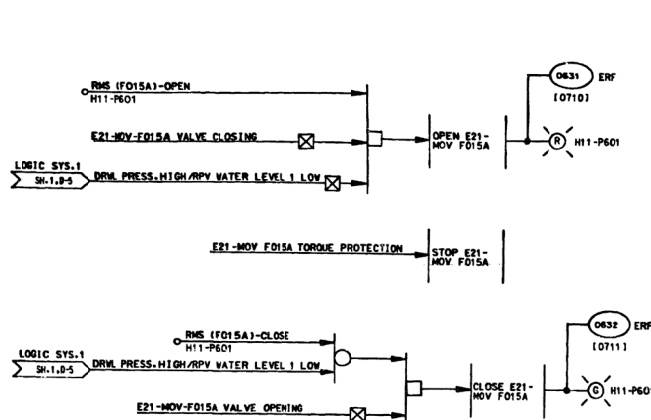 RMS (F015A)-OPEN
H11-P601
0631 ERF
[0710]
E21-MOV-F015A VALVE CLOSING
OPEN E21-
MOV F015A
R H11-P601
LOGIC SYS.1
SH.1,D-5
DRWL PRESS.HIGH/RPV WATER LEVEL 1 LOW
E21-MOV F015A TORQUE PROTECTION
STOP E21-
MOV F015A
RMS (F015A)-CLOSE
H11-P601
0632 ERF
[0711]
LOGIC SYS.1
SH.1,D-5
DRWL PRESS.HIGH/RPV WATER LEVEL 1 LOW
CLOSE E21-
MOV F015A
G H11-P601
E21-MOV-F015A VALVE OPENING